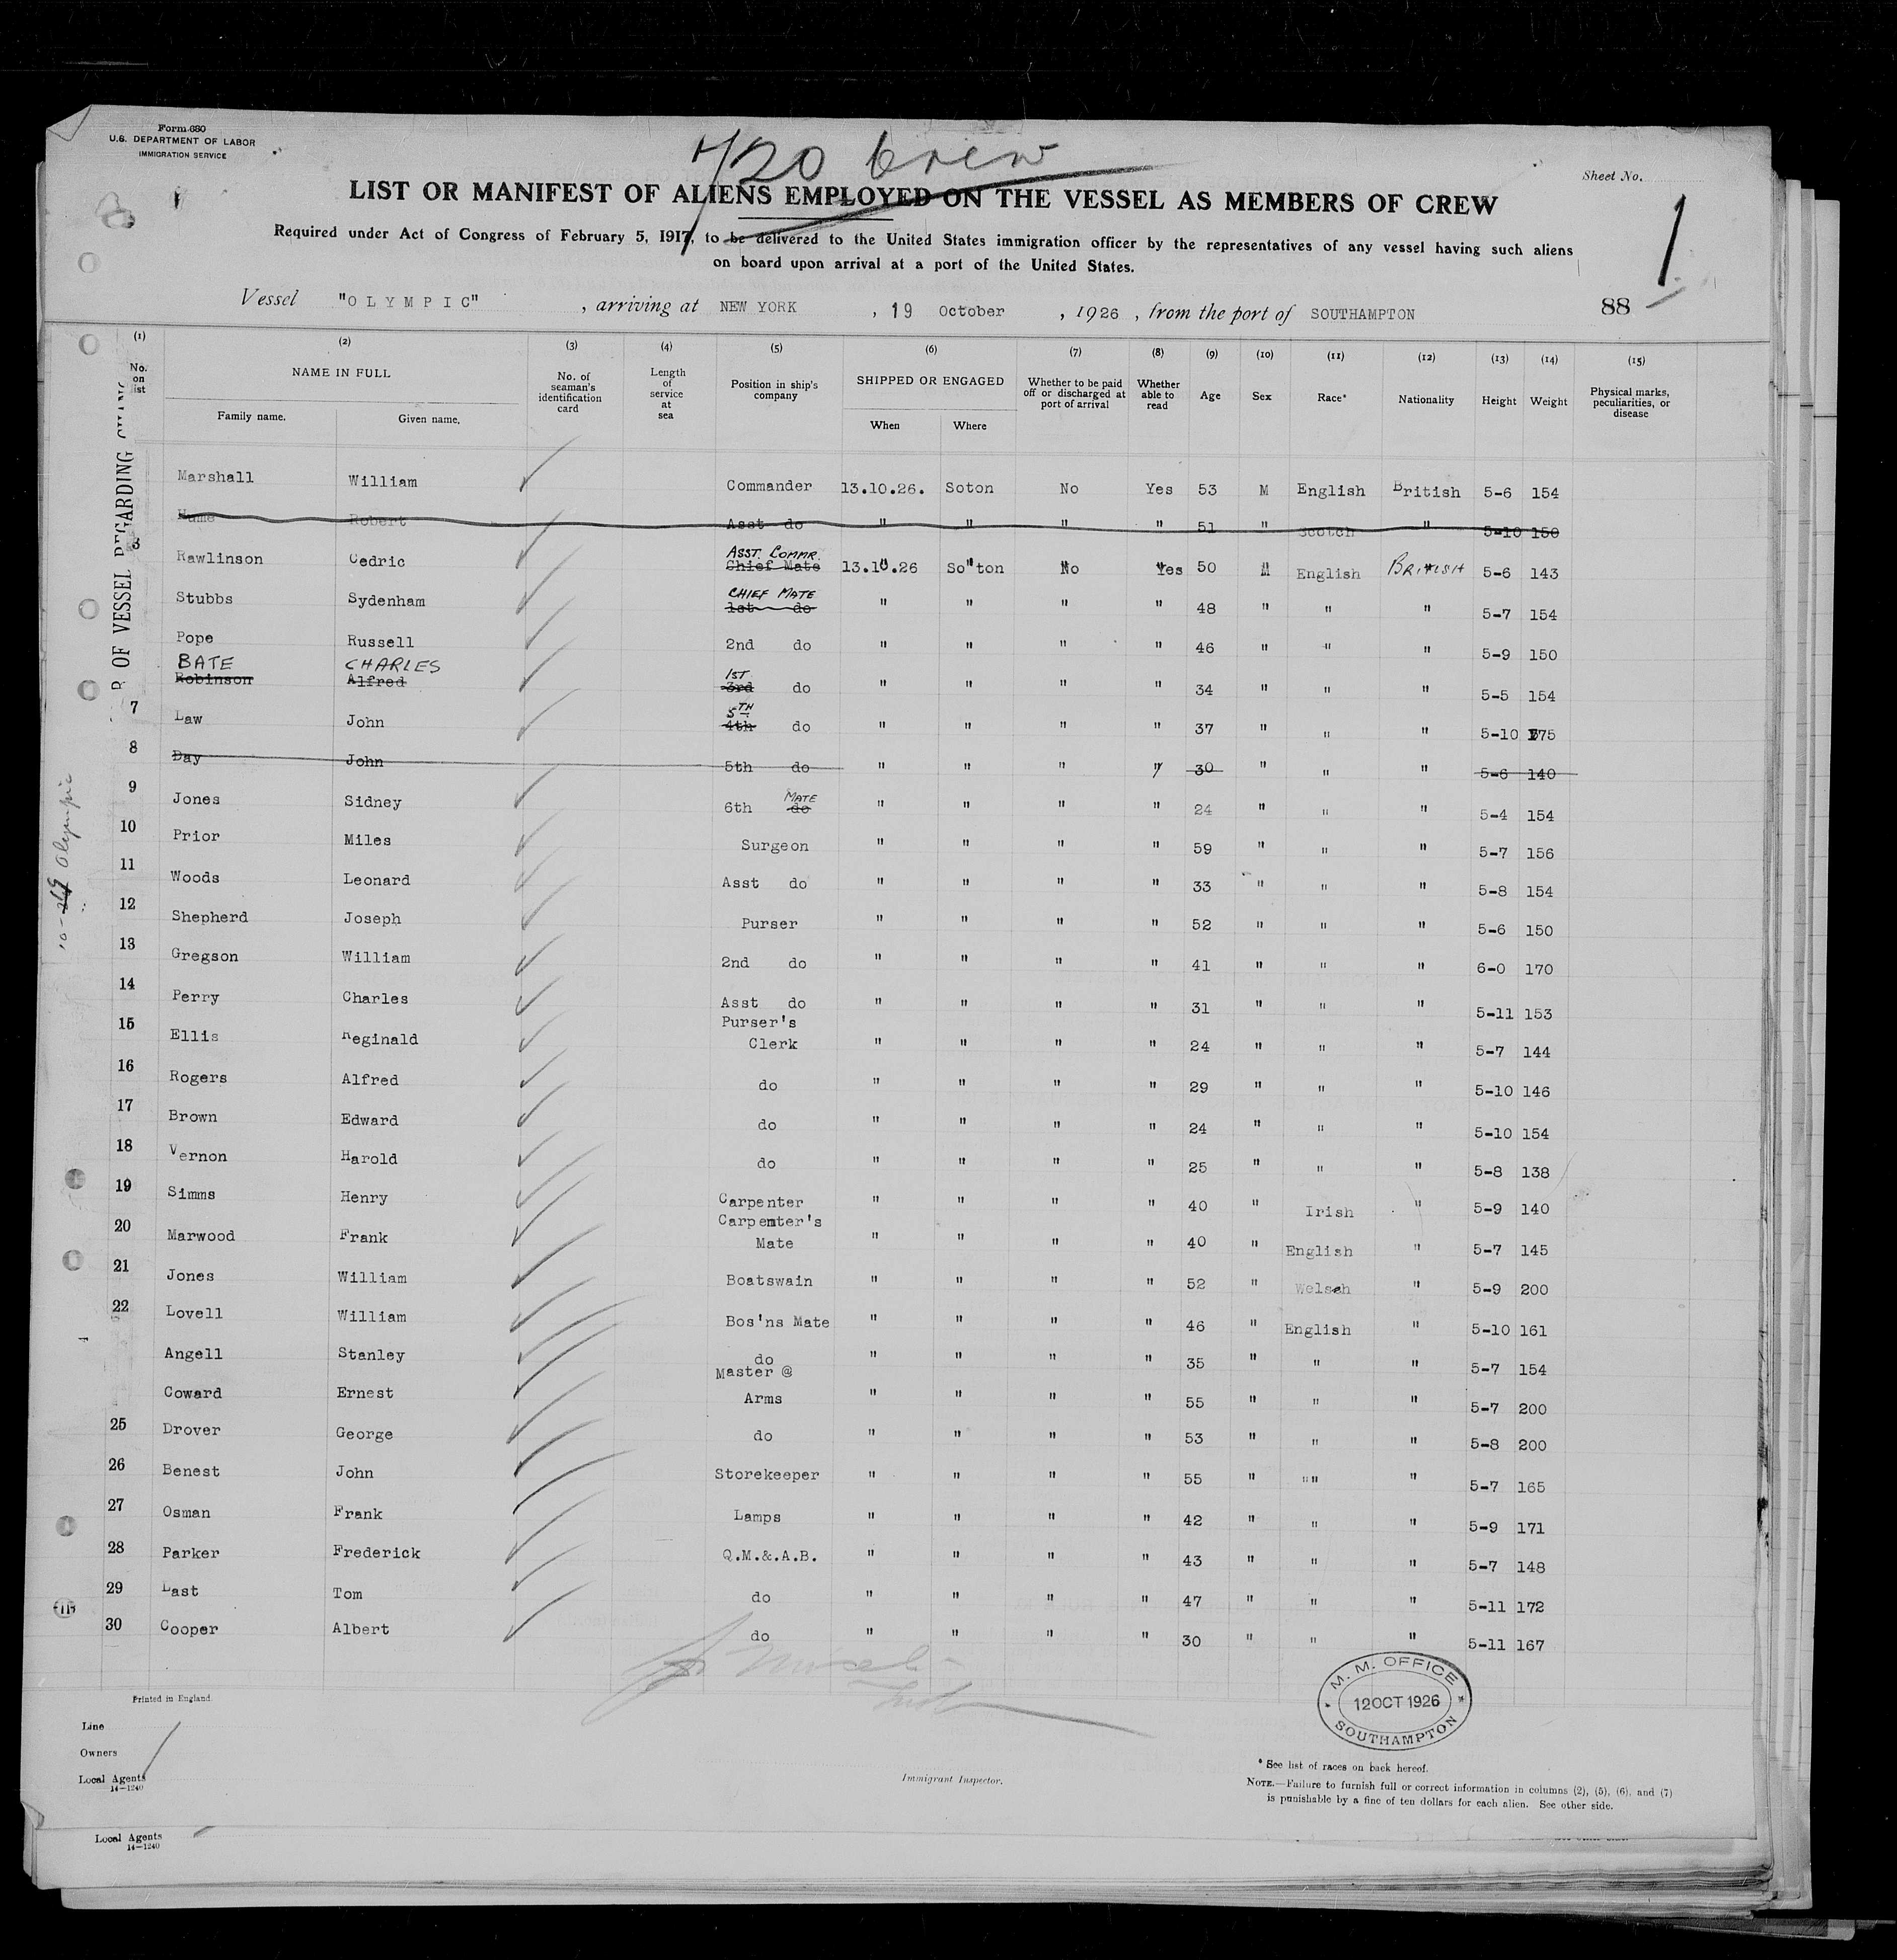 Form 680
U.S. DEPARTMENT OF LABOR
IMMIGRATION SERVICE
720 Crew
Sheet No.
1
LIST OR MANIFEST OF ALIENS EMPLOYED ON THE VESSEL AS MEMBERS OF CREW
Required under Act of Congress of February 5, 1917, to be delivered to the United States immigration officer by the representatives of any vessel having such aliens
on board upon arrival at a port of the United States.
Vessel "OLYMPIC" , arriving at NEW YORK , 19 October , 1926 , from the port of SOUTHAMPTON 88
(1) (2) (3) (4) (5) (6) (7) (8) (9) (10) (11) (12) (13) (14) (15)
No. on list NAME IN FULL Family name. Given name. No. of seaman's identification card Length of service at sea Position in ship's company SHIPPED OR ENGAGED When Where Whether to be paid off or discharged at port of arrival Whether able to read Age Sex Race* Nationality Height Weight Physical marks, peculiarities, or disease
Marshall William Commander 13.10.26. Soton No Yes 53 M English British 5-6 154
Hume Robert Asst do " " " " 51 " Scotch " 5-10 150
3 Rawlinson Cedric ASST. COMMR. Chief Mate 13.10.26 So"ton No Yes 50 M English BRITISH 5-6 143
Stubbs Sydenham CHIEF MATE 1st do " " " " 48 " " " 5-7 154
Pope Russell 2nd do " " " " 46 " " " 5-9 150
BATE CHARLES
Robinson Alfred 1ST 3rd do " " " " 34 " " " 5-5 154
7 Law John 5TH 4th do " " " " 37 " " " 5-10 175
8 Day John 5th do " " " " 30 " " " 5-6 140
9 Jones Sidney 6th MATE do " " " " 24 " " " 5-4 154
10 Prior Miles Surgeon " " " " 59 " " " 5-7 156
11 Woods Leonard Asst do " " " " 33 " " " 5-8 154
12 Shepherd Joseph Purser " " " " 52 " " " 5-6 150
13 Gregson William 2nd do " " " " 41 " " " 6-0 170
14 Perry Charles Asst do " " " " 31 " " " 5-11 153
15 Ellis Reginald Purser's Clerk " " " " 24 " " " 5-7 144
16 Rogers Alfred do " " " " 29 " " " 5-10 146
17 Brown Edward do " " " " 24 " " " 5-10 154
18 Vernon Harold do " " " " 25 " " " 5-8 138
19 Simms Henry Carpenter " " " " 40 " Irish " 5-9 140
20 Marwood Frank Carpenter's Mate " " " " 40 " English " 5-7 145
21 Jones William Boatswain " " " " 52 " Welsch " 5-9 200
22 Lovell William Bos'ns Mate " " " " 46 " English " 5-10 161
Angell Stanley do " " " " 35 " " " 5-7 154
Coward Ernest Master @ Arms " " " " 55 " " " 5-7 200
25 Drover George do " " " " 53 " " " 5-8 200
26 Benest John Storekeeper " " " " 55 " "" " 5-7 165
27 Osman Frank Lamps " " " " 42 " " " 5-9 171
28 Parker Frederick Q.M.&.A.B. " " " " 43 " " " 5-7 148
29 Last Tom do " " " " 47 " " " 5-11 172
30 Cooper Albert do " " " " 30 " " " 5-11 167
R OF VESSEL REGARDING
Olympic
M. M. OFFICE
12 OCT 1926
SOUTHAMPTON
Printed in England.
Line
Owners
Local Agents
14-1240
Immigrant Inspector.
* See list of races on back hereof.
NOTE.—Failure to furnish full or correct information in columns (2), (5), (6), and (7)
is punishable by a fine of ten dollars for each alien. See other side.
Local Agents
14-1240